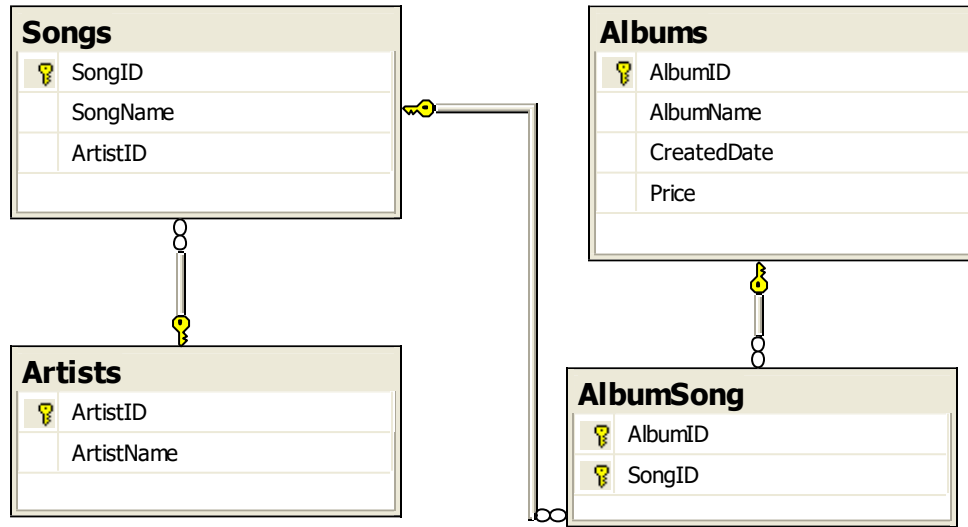 Songs
SongID
SongName
ArtistID
Albums
AlbumID
AlbumName
CreatedDate
Price
Artists
ArtistID
ArtistName
AlbumSong
AlbumID
SongID